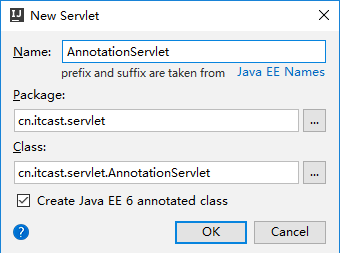 New Servlet
Name: AnnotationServlet
prefix and suffix are taken from Java EE Names
Package:
cn.itcast.servlet ...
Class:
cn.itcast.servlet.AnnotationServlet ...
Create Java EE 6 annotated class
? OK Cancel